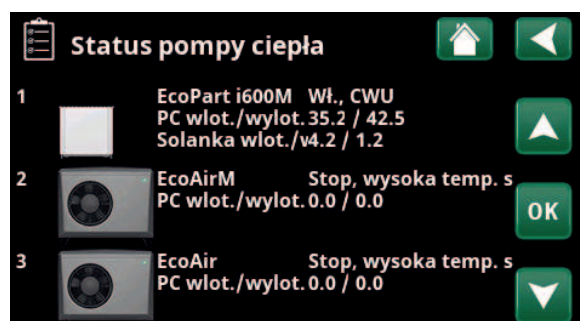 Status pompy ciepła
1 EcoPart i600M Wł., CWU
PC wlot./wylot. 35.2 / 42.5
Solanka wlot./w4.2 / 1.2
2 EcoAirM Stop, wysoka temp. s
PC wlot./wylot. 0.0 / 0.0
OK
3 EcoAir Stop, wysoka temp. s
PC wlot./wylot. 0.0 / 0.0